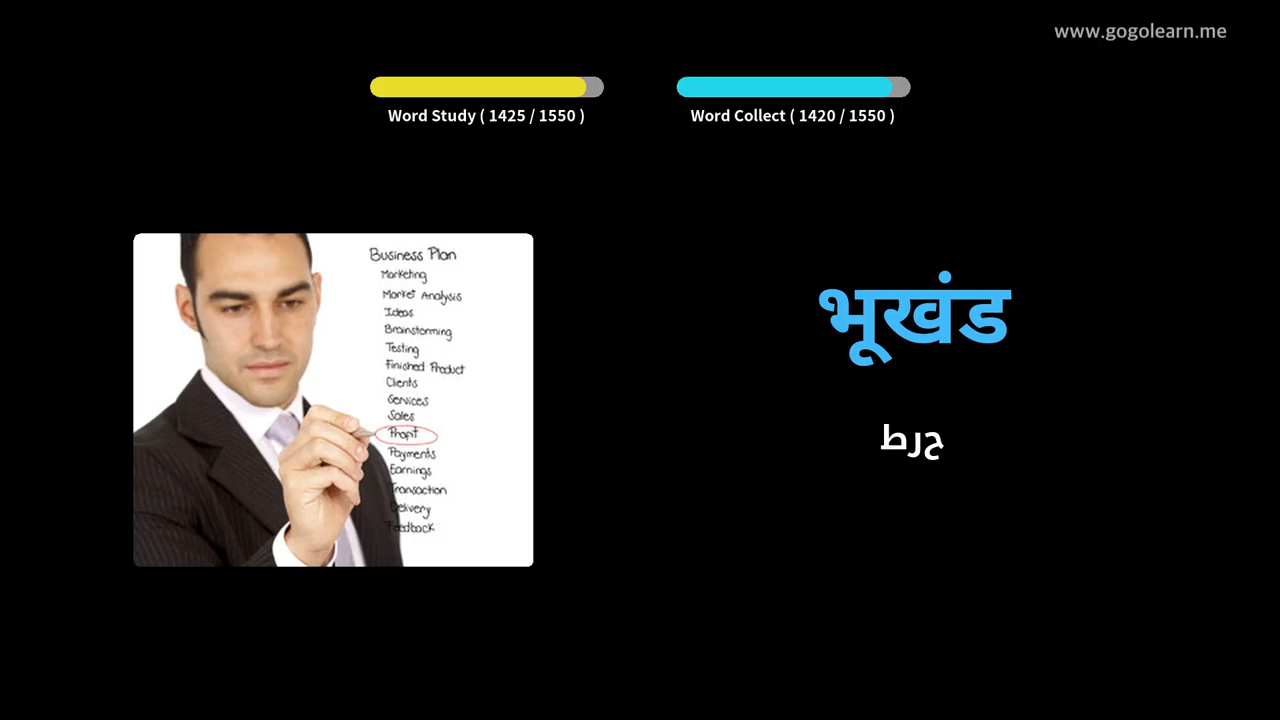 www.gogolearn.me
Word Study ( 1425 / 1550 )
Word Collect ( 1420 / 1550 )
Business Plan
Marketing
Market Analysis
Ideas
Brainstorming
Testing
Finished Product
Clients
Services
Sales
Profit
Payments
Earnings
Transaction
Delivery
Feedback
भूखंड
حرط